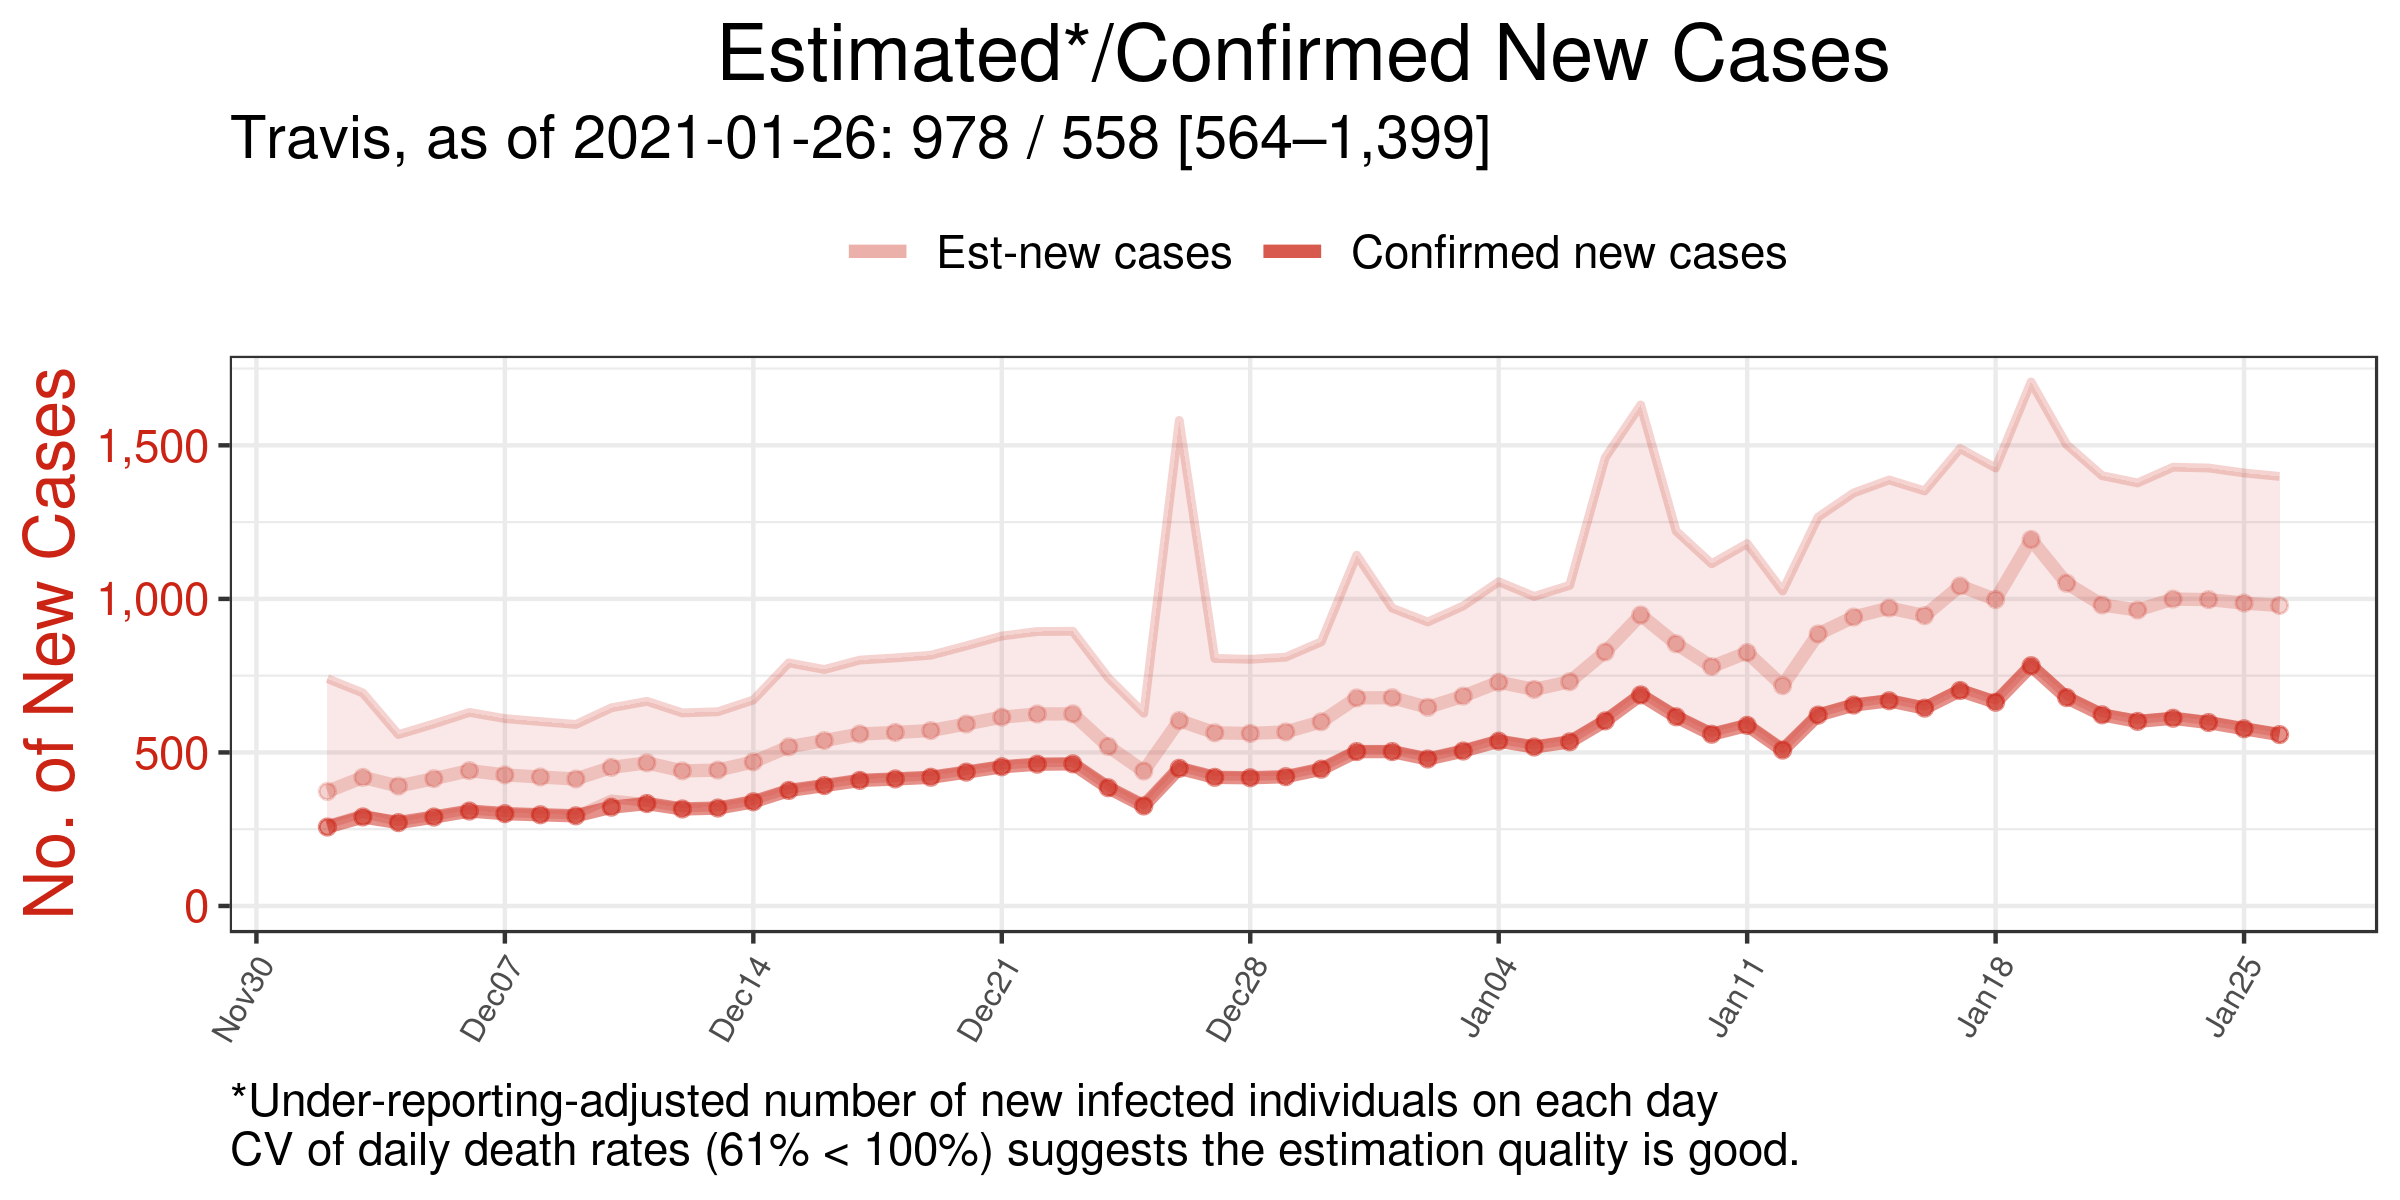 Estimated*/Confirmed New Cases
Travis, as of 2021-01-26: 978 / 558 [564–1,399]
Est-new cases
Confirmed new cases
No. of New Cases
1,500
1,000
500
0
Nov30
Dec07
Dec14
Dec21
Dec28
Jan04
Jan11
Jan18
Jan25
*Under-reporting-adjusted number of new infected individuals on each day
CV of daily death rates (61% < 100%) suggests the estimation quality is good.